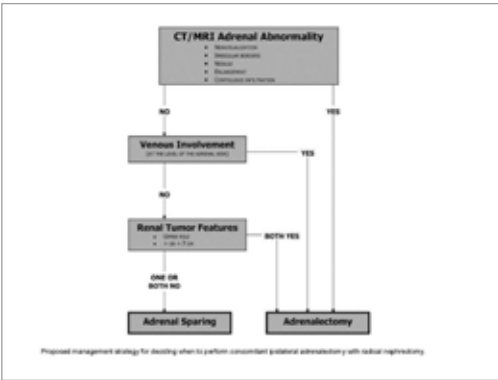 CT/MRI Adrenal Abnormality
NONVISUALIZATION
IRREGULAR BORDERS
NODULE
ENLARGEMENT
CONTIGUOUS INFILTRATION
NO
YES
Venous Involvement
[AT THE LEVEL OF THE ADRENAL VEIN]
YES
NO
Renal Tumor Features
UPPER POLE
BOTH YES
ONE OR
BOTH NO
Adrenal Sparing
Adrenalectomy
Proposed management strategy for deciding when to perform concomitant ipsilateral adrenalectomy with radical nephrectomy.